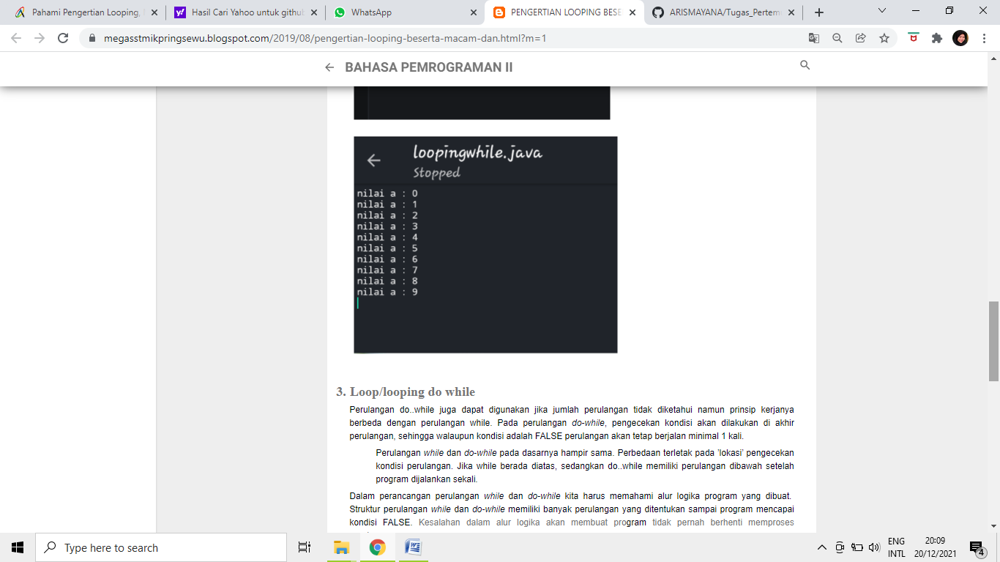 Pahami Pengertian Looping,
Hasil Cari Yahoo untuk githu
WhatsApp
PENGERTIAN LOOPING BESE
ARISMAYANA/Tugas_Pertem
megasstmikpringsewu.blogspot.com/2019/08/pengertian-looping-beserta-macam-dan.html?m=1
BAHASA PEMROGRAMAN II
loopingwhile.java
Stopped
nilai a : 0
nilai a : 1
nilai a : 2
nilai a : 3
nilai a : 4
nilai a : 5
nilai a : 6
nilai a : 7
nilai a : 8
nilai a : 9
3. Loop/looping do while
Perulangan do..while juga dapat digunakan jika jumlah perulangan tidak diketahui namun prinsip kerjanya
berbeda dengan perulangan while. Pada perulangan do-while, pengecekan kondisi akan dilakukan di akhir
perulangan, sehingga walaupun kondisi adalah FALSE perulangan akan tetap berjalan minimal 1 kali.
Perulangan while dan do-while pada dasarnya hampir sama. Perbedaan terletak pada 'lokasi' pengecekan
kondisi perulangan. Jika while berada diatas, sedangkan do..while memiliki perulangan dibawah setelah
program dijalankan sekali.
Dalam perancangan perulangan while dan do-while kita harus memahami alur logika program yang dibuat.
Struktur perulangan while dan do-while memiliki banyak perulangan yang ditentukan sampai program mencapai
kondisi FALSE. Kesalahan dalam alur logika akan membuat program tidak pernah berhenti memproses
Type here to search
ENG
INTL
20:09
20/12/2021
4